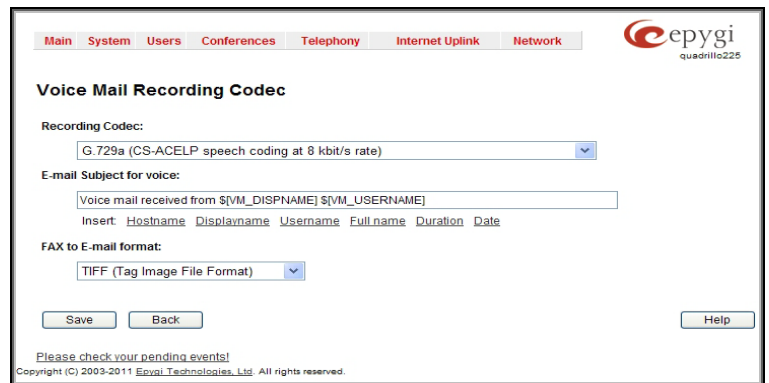 Main System Users Conferences Telephony Internet Uplink Network
epygi
quadrillo225
Voice Mail Recording Codec
Recording Codec:
G.729a (CS-ACELP speech coding at 8 kbit/s rate)
E-mail Subject for voice:
Voice mail received from $[VM_DISPNAME] $[VM_USERNAME]
Insert: Hostname Displayname Username Full name Duration Date
FAX to E-mail format:
TIFF (Tag Image File Format)
Save Back Help
Please check your pending events!
Copyright (C) 2003-2011 Epygi Technologies, Ltd. All rights reserved.